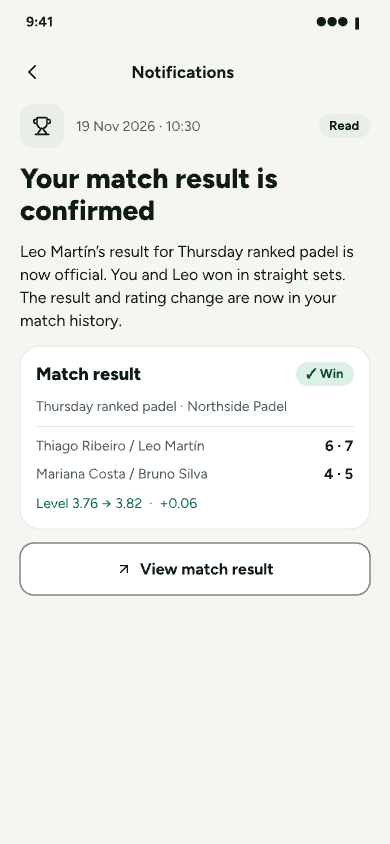 9:41
Notifications
19 Nov 2026 · 10:30
Read
Your match result is
confirmed
Leo Martín’s result for Thursday ranked padel is
now official. You and Leo won in straight sets.
The result and rating change are now in your
match history.
Match result
✓ Win
Thursday ranked padel · Northside Padel
Thiago Ribeiro / Leo Martín
6 · 7
Mariana Costa / Bruno Silva
4 · 5
Level 3.76 → 3.82 · +0.06
View match result